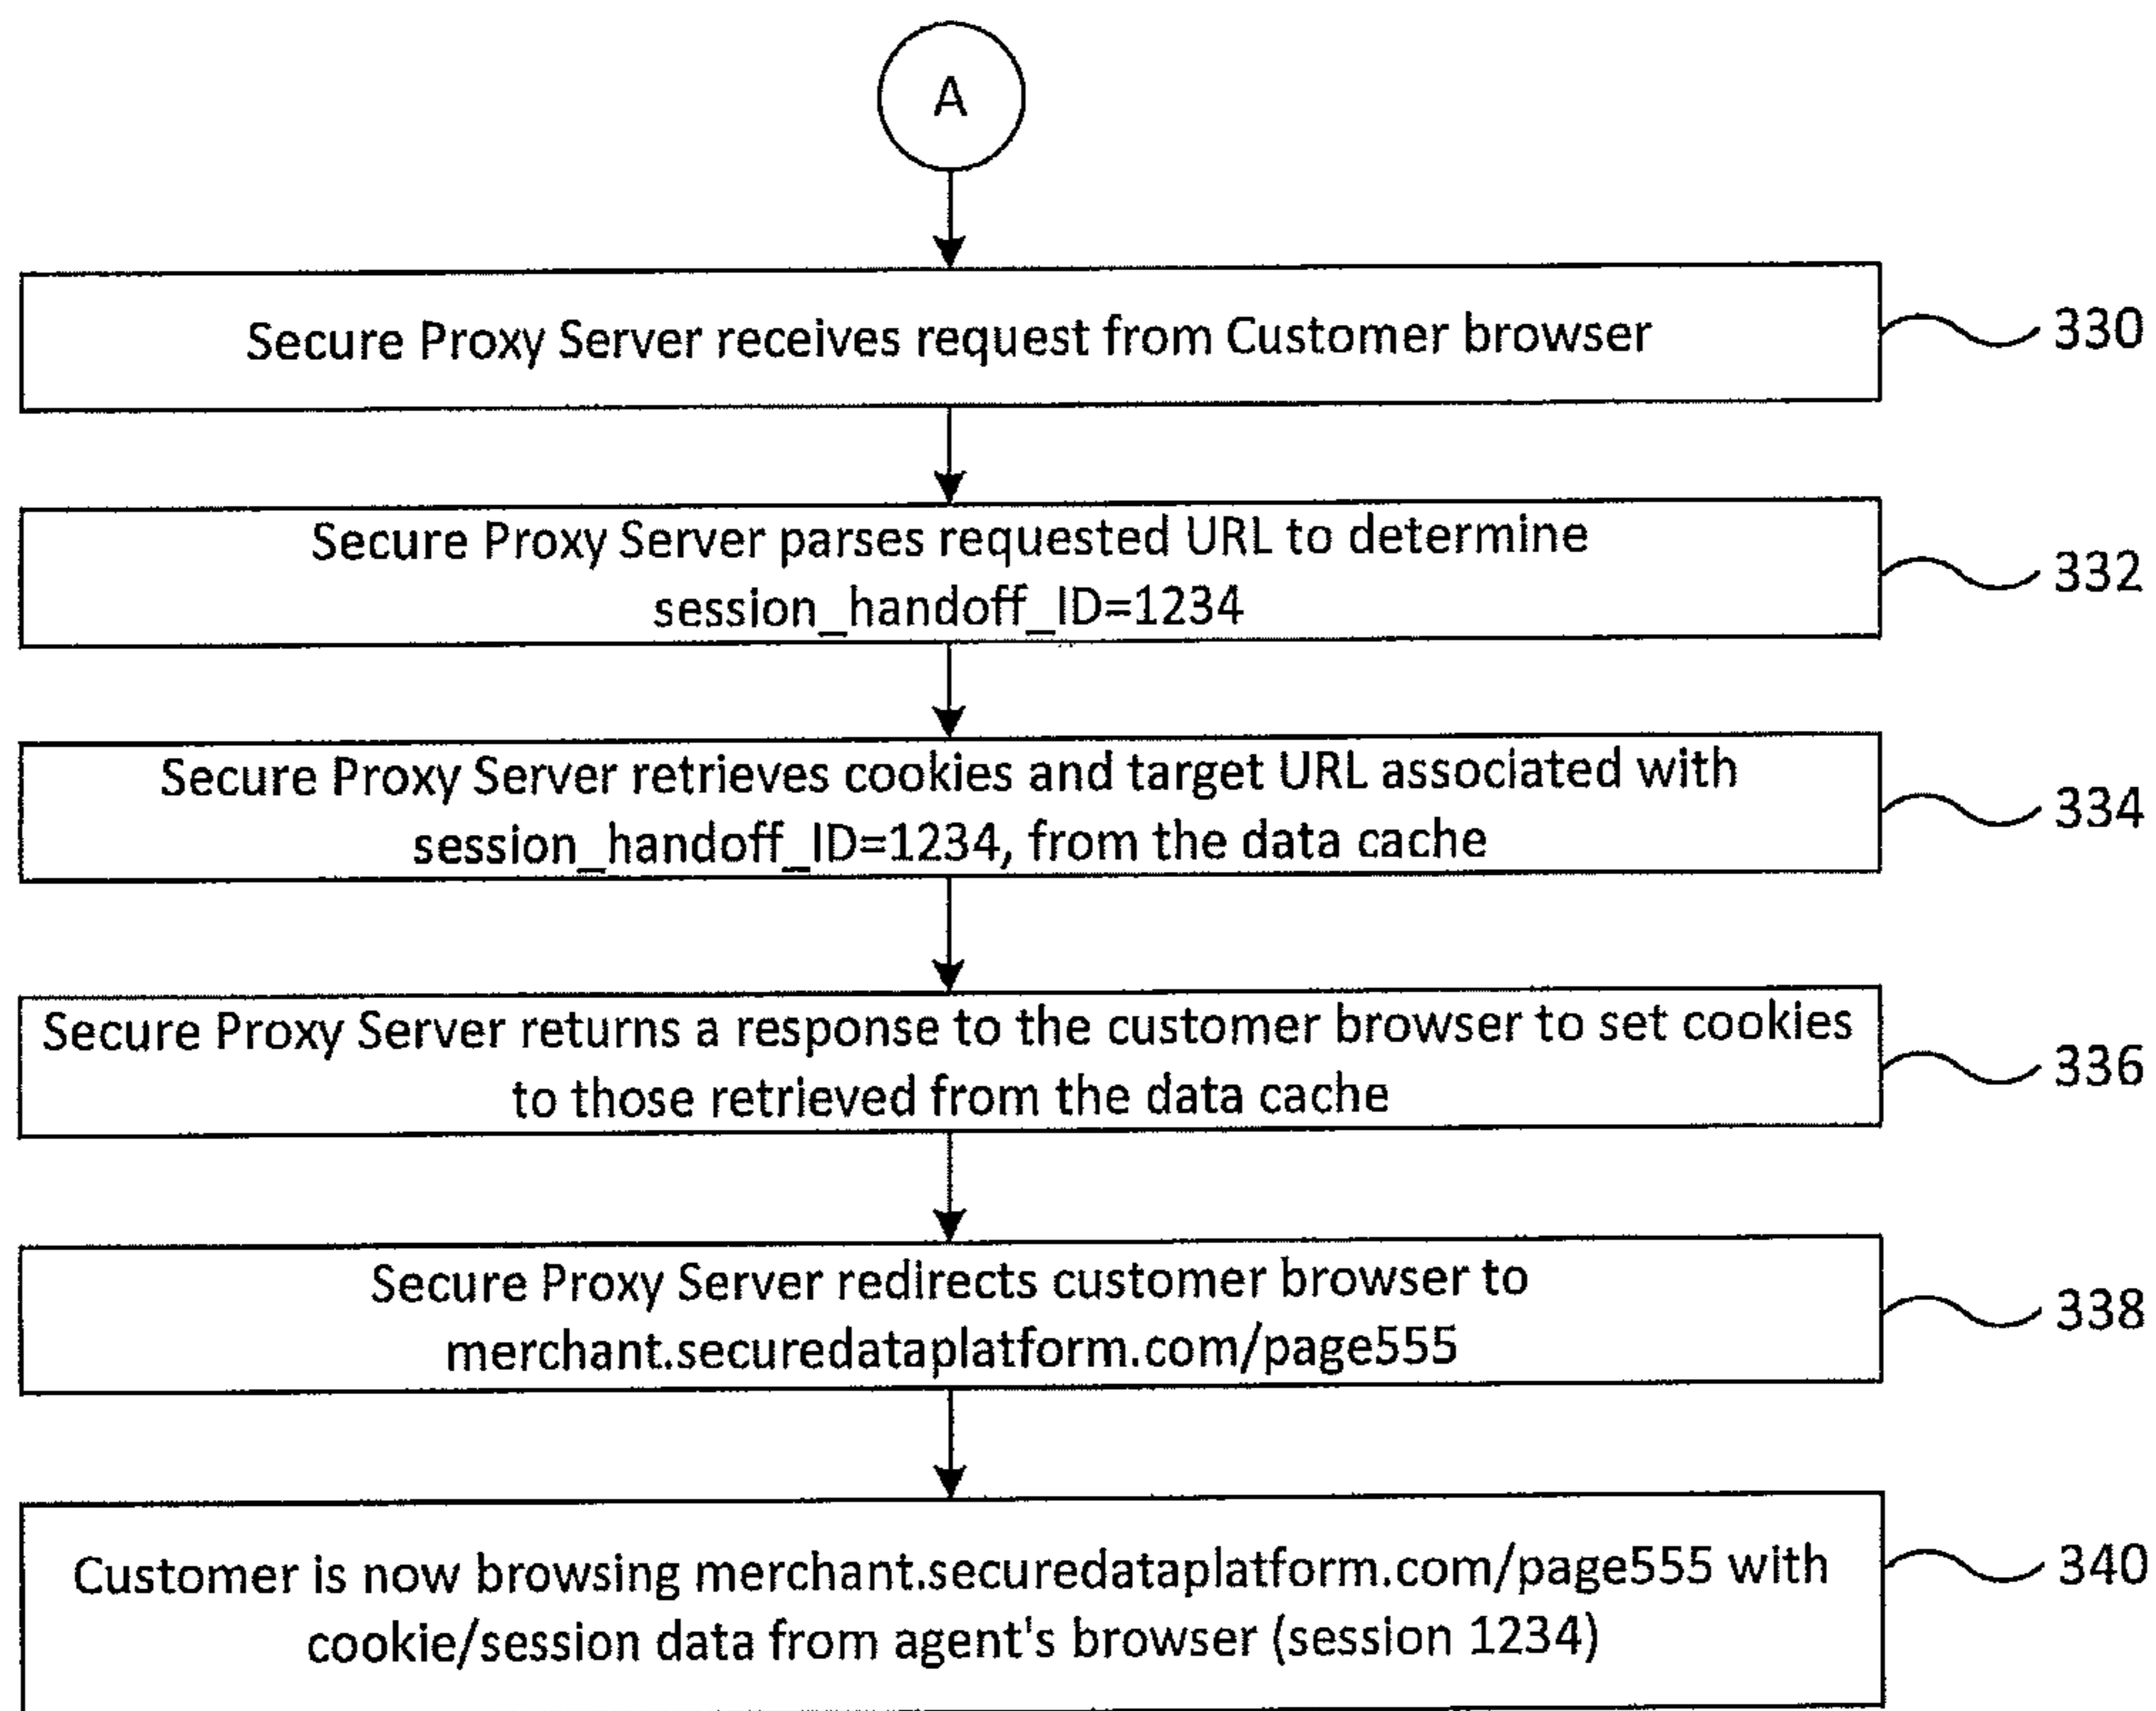 A
Secure Proxy Server receives request from Customer browser
330
Secure Proxy Server parses requested URL to determine
session_handoff_ID=1234
332
Secure Proxy Server retrieves cookies and target URL associated with
session_handoff_ID=1234, from the data cache
334
Secure Proxy Server returns a response to the customer browser to set cookies
to those retrieved from the data cache
336
Secure Proxy Server redirects customer browser to
merchant.securedataplatform.com/page555
338
Customer is now browsing merchant.securedataplatform.com/page555 with
cookie/session data from agent's browser (session 1234)
340